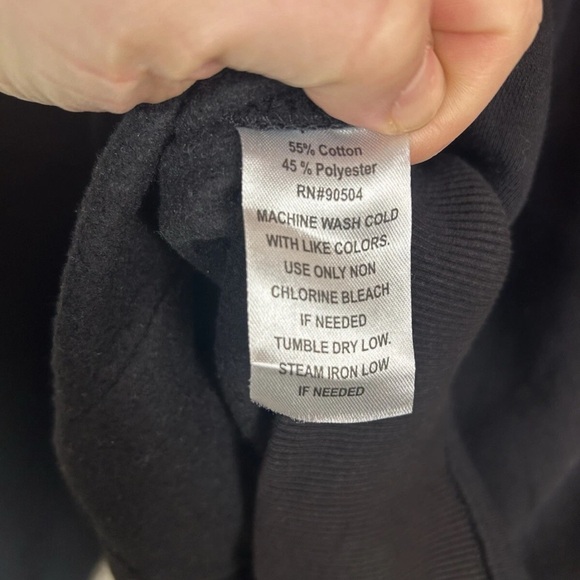 55% Cotton
45 % Polyester
RN#90504
MACHINE WASH COLD
WITH LIKE COLORS.
USE ONLY NON
CHLORINE BLEACH
IF NEEDED
TUMBLE DRY LOW.
STEAM IRON LOW
IF NEEDED